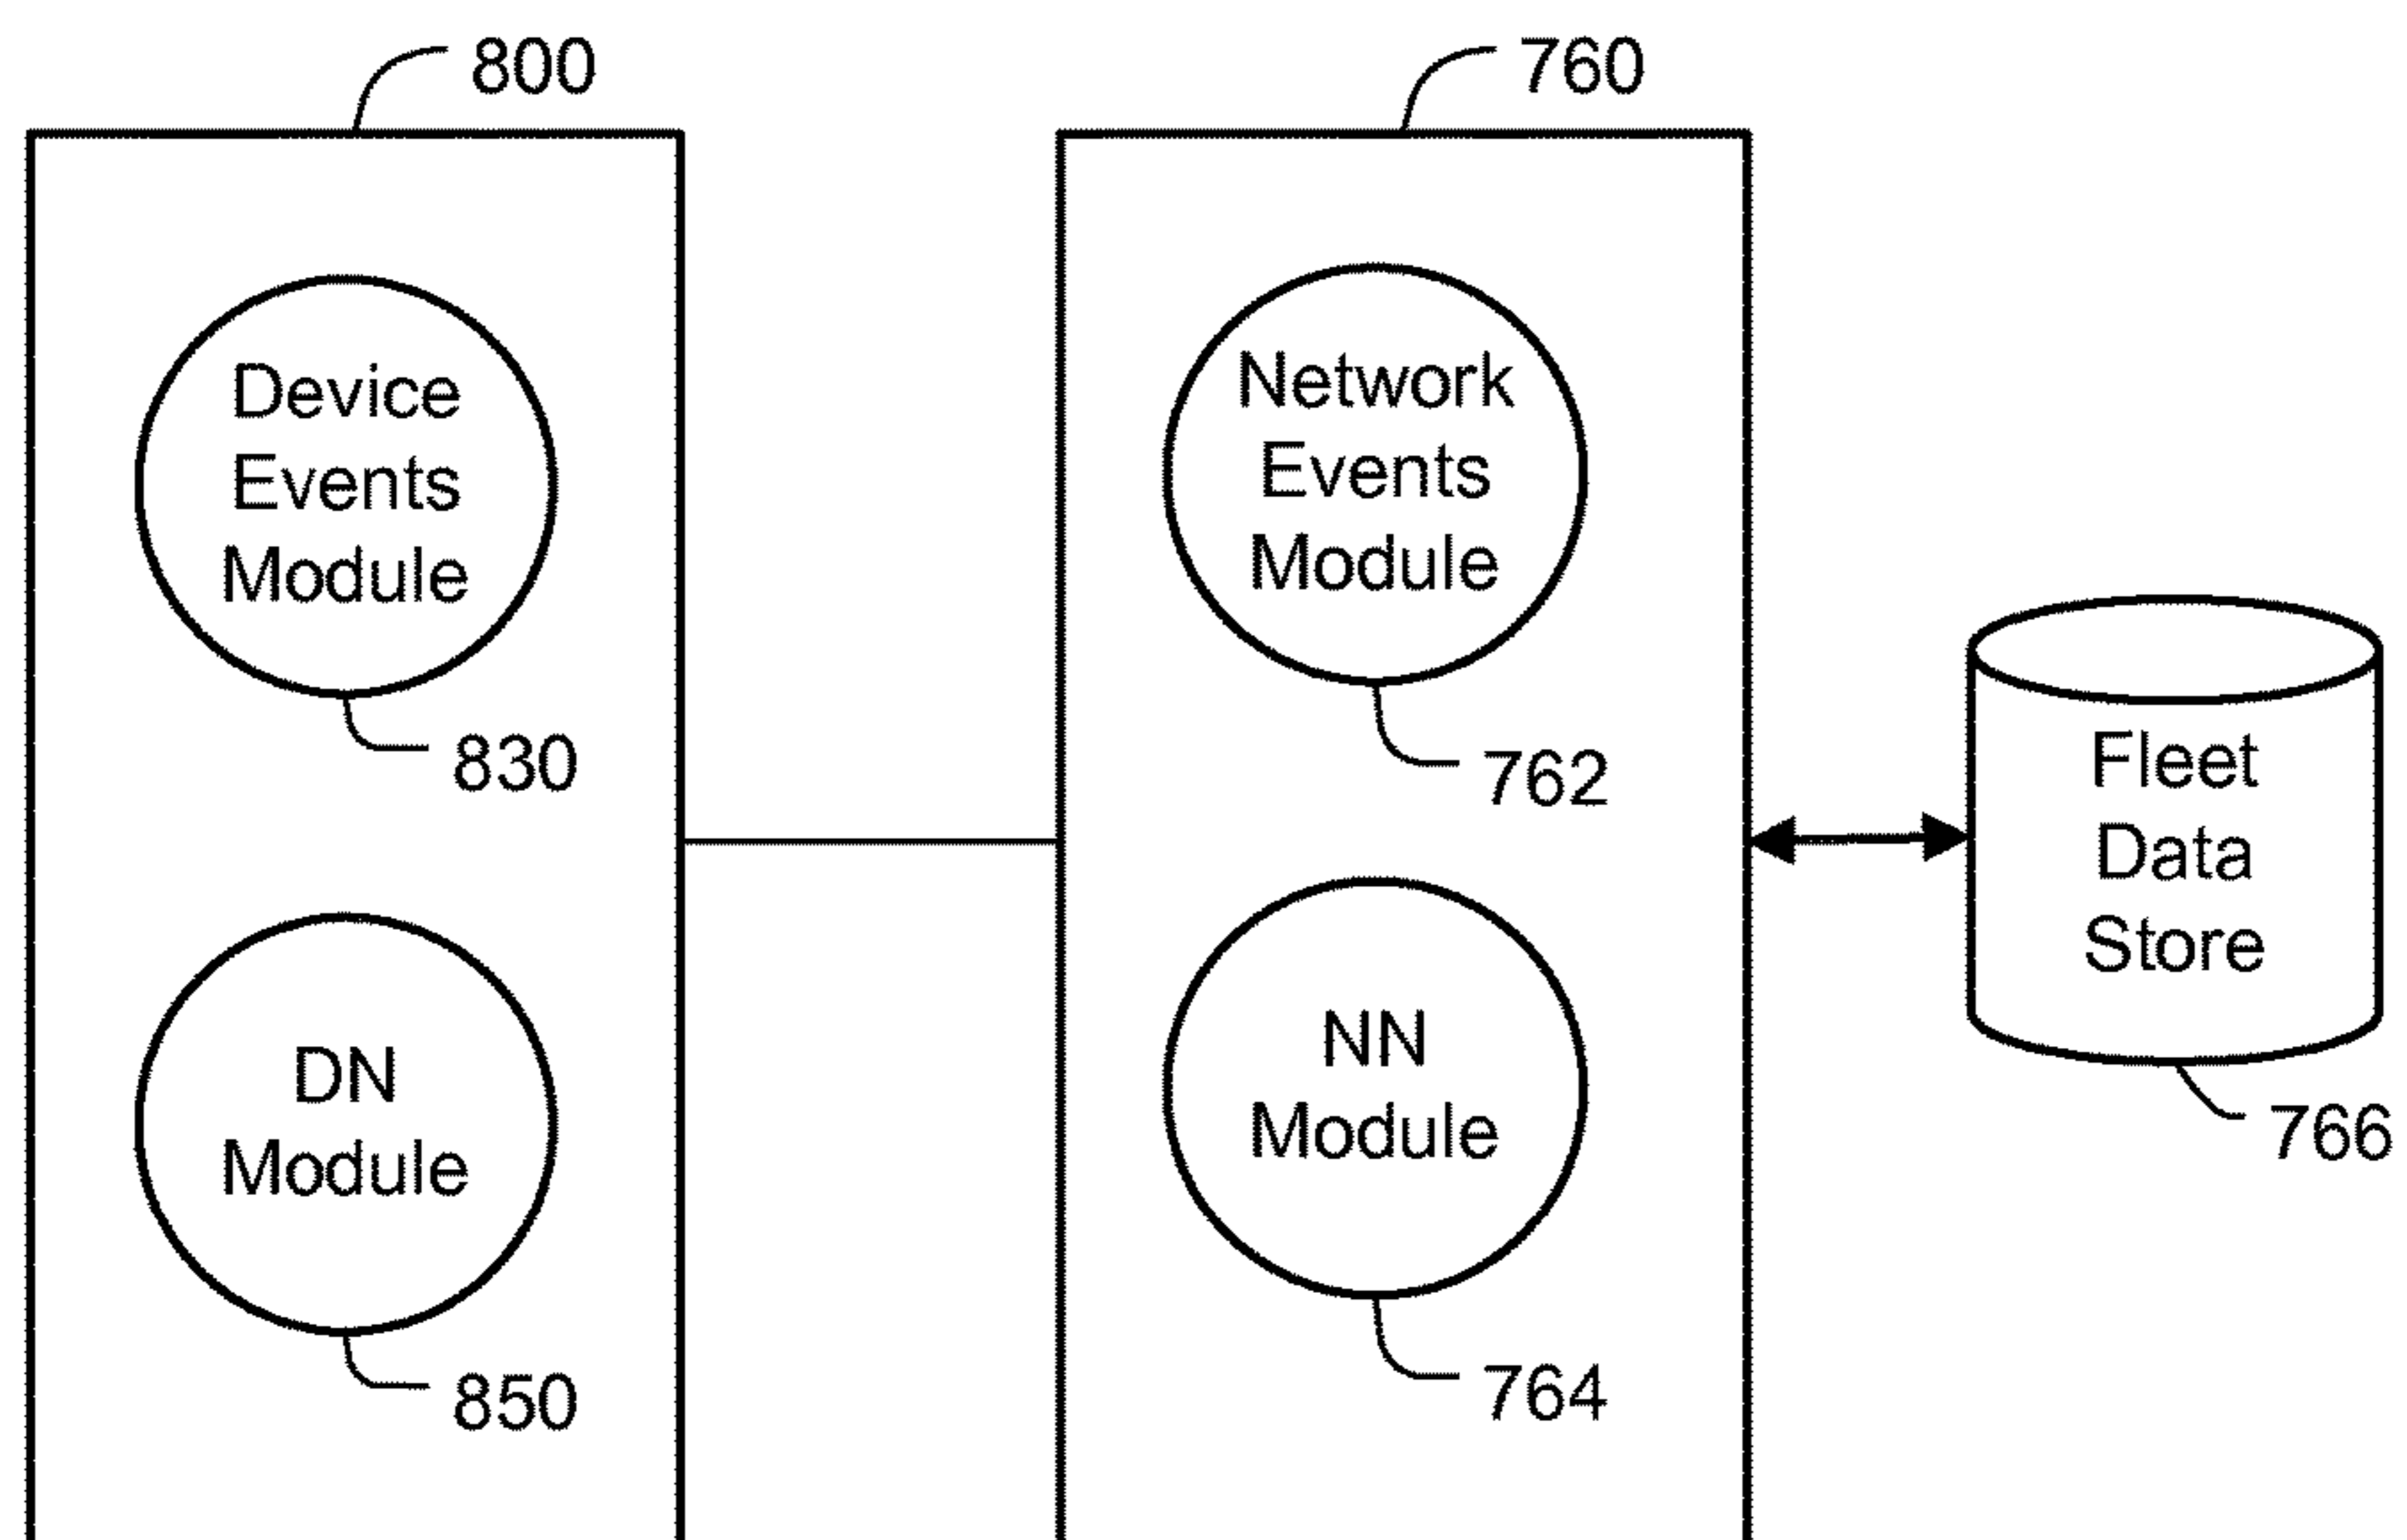 800
760
Device
Events
Module
830
Network
Events
Module
762
Fleet
Data
Store
766
DN
Module
850
NN
Module
764